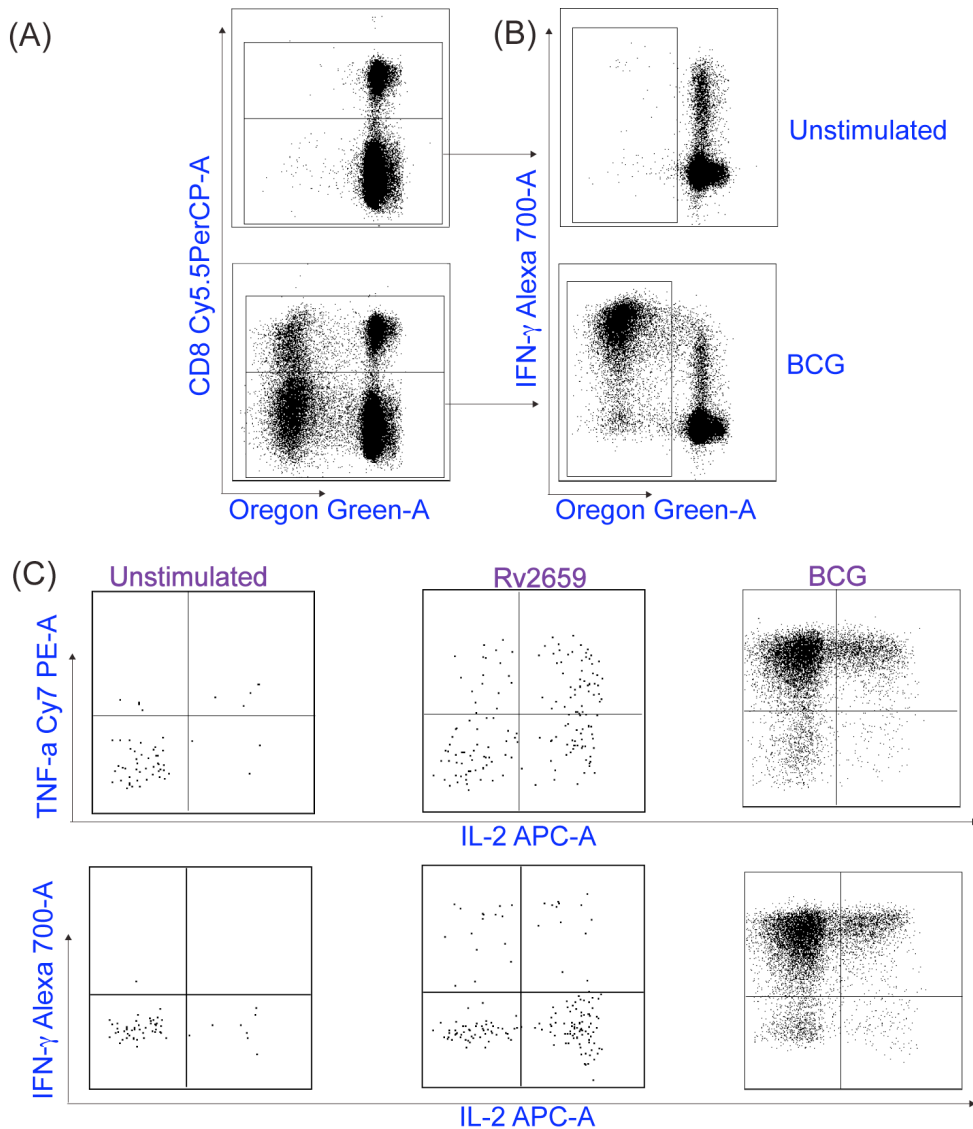 (A)
(B)
CD8 Cy5.5PerCP-A
IFN-γ Alexa 700-A
Unstimulated
BCG
Oregon Green-A
Oregon Green-A
(C)
Unstimulated
Rv2659
BCG
TNF-a Cy7 PE-A
IL-2 APC-A
IFN-γ Alexa 700-A
IL-2 APC-A